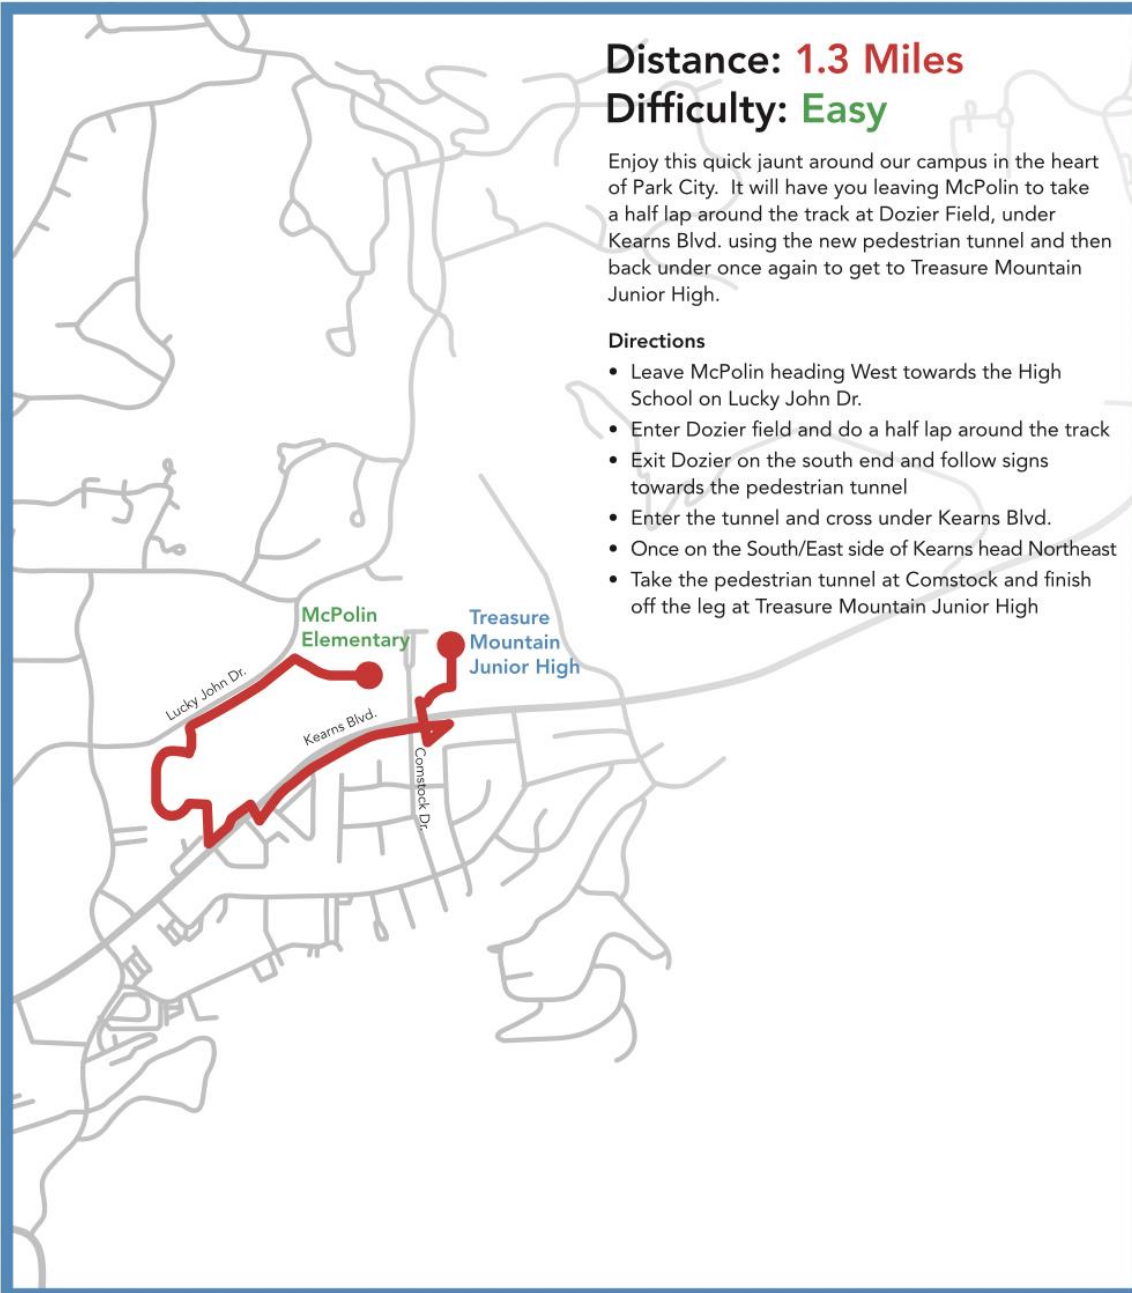 Distance: 1.3 Miles
Difficulty: Easy
Enjoy this quick jaunt around our campus in the heart
of Park City.  It will have you leaving McPolin to take
a half lap around the track at Dozier Field, under
Kearns Blvd. using the new pedestrian tunnel and then
back under once again to get to Treasure Mountain
Junior High.
Directions
• Leave McPolin heading West towards the High
School on Lucky John Dr.
• Enter Dozier field and do a half lap around the track
• Exit Dozier on the south end and follow signs
towards the pedestrian tunnel
• Enter the tunnel and cross under Kearns Blvd.
• Once on the South/East side of Kearns head Northeast
• Take the pedestrian tunnel at Comstock and finish
off the leg at Treasure Mountain Junior High
McPolin
Elementary
Treasure
Mountain
Junior High
Lucky John Dr.
Kearns Blvd.
Comstock Dr.